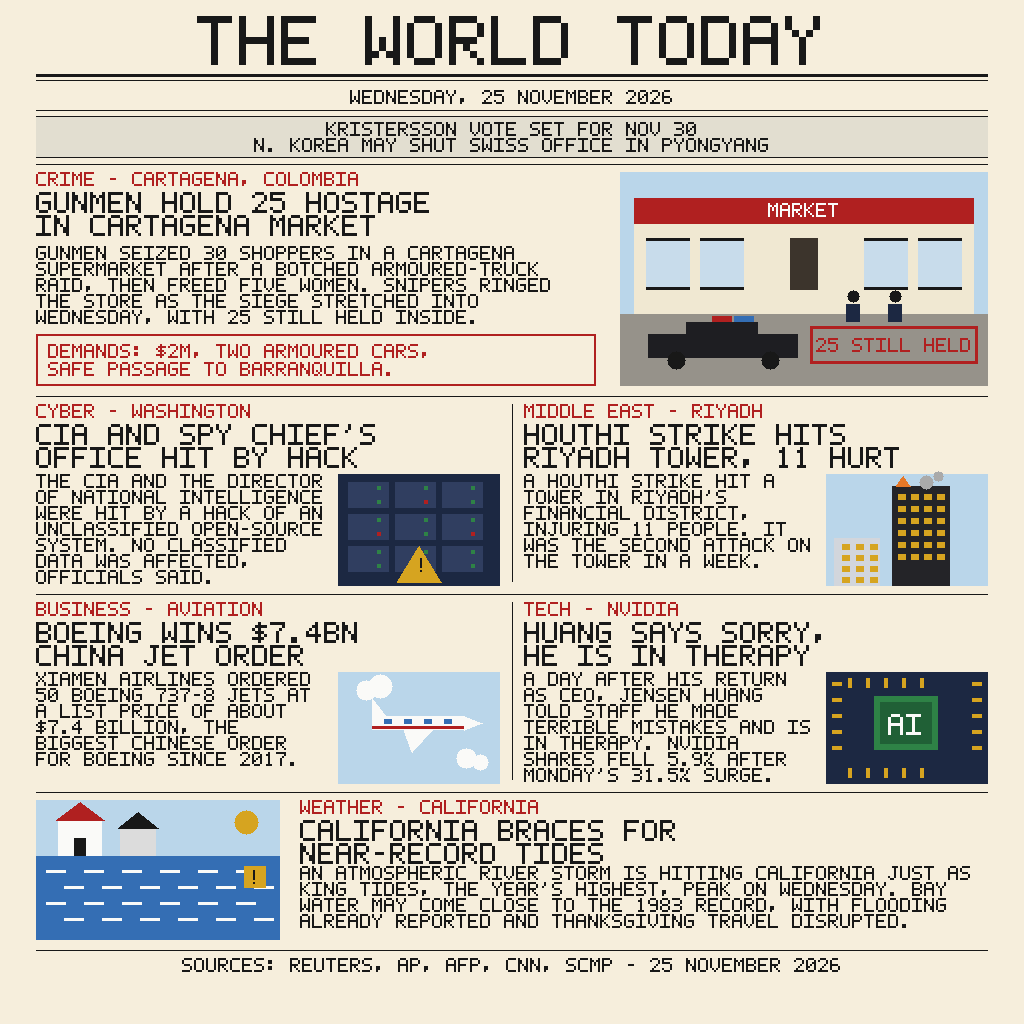 THE WORLD TODAY
WEDNESDAY, 25 NOVEMBER 2026
KRISTERSSON VOTE SET FOR NOV 30
N. KOREA MAY SHUT SWISS OFFICE IN PYONGYANG
CRIME - CARTAGENA, COLOMBIA
GUNMEN HOLD 25 HOSTAGE
IN CARTAGENA MARKET
GUNMEN SEIZED 30 SHOPPERS IN A CARTAGENA
SUPERMARKET AFTER A BOTCHED ARMOURED-TRUCK
RAID, THEN FREED FIVE WOMEN. SNIPERS RINGED
THE STORE AS THE SIEGE STRETCHED INTO
WEDNESDAY, WITH 25 STILL HELD INSIDE.
DEMANDS: $2M, TWO ARMOURED CARS,
SAFE PASSAGE TO BARRANQUILLA.
MARKET
25 STILL HELD
CYBER - WASHINGTON
CIA AND SPY CHIEF'S
OFFICE HIT BY HACK
THE CIA AND THE DIRECTOR
OF NATIONAL INTELLIGENCE
WERE HIT BY A HACK OF AN
UNCLASSIFIED OPEN-SOURCE
SYSTEM. NO CLASSIFIED
DATA WAS AFFECTED,
OFFICIALS SAID.
!
MIDDLE EAST - RIYADH
HOUTHI STRIKE HITS
RIYADH TOWER, 11 HURT
A HOUTHI STRIKE HIT A
TOWER IN RIYADH'S
FINANCIAL DISTRICT,
INJURING 11 PEOPLE. IT
WAS THE SECOND ATTACK ON
THE TOWER IN A WEEK.
BUSINESS - AVIATION
BOEING WINS $7.4BN
CHINA JET ORDER
XIAMEN AIRLINES ORDERED
50 BOEING 737-8 JETS AT
A LIST PRICE OF ABOUT
$7.4 BILLION, THE
BIGGEST CHINESE ORDER
FOR BOEING SINCE 2017.
TECH - NVIDIA
HUANG SAYS SORRY,
HE IS IN THERAPY
A DAY AFTER HIS RETURN
AS CEO, JENSEN HUANG
TOLD STAFF HE MADE
TERRIBLE MISTAKES AND IS
IN THERAPY. NVIDIA
SHARES FELL 5.9% AFTER
MONDAY'S 31.5% SURGE.
AI
!
WEATHER - CALIFORNIA
CALIFORNIA BRACES FOR
NEAR-RECORD TIDES
AN ATMOSPHERIC RIVER STORM IS HITTING CALIFORNIA JUST AS
KING TIDES, THE YEAR'S HIGHEST, PEAK ON WEDNESDAY. BAY
WATER MAY COME CLOSE TO THE 1983 RECORD, WITH FLOODING
ALREADY REPORTED AND THANKSGIVING TRAVEL DISRUPTED.
SOURCES: REUTERS, AP, AFP, CNN, SCMP - 25 NOVEMBER 2026